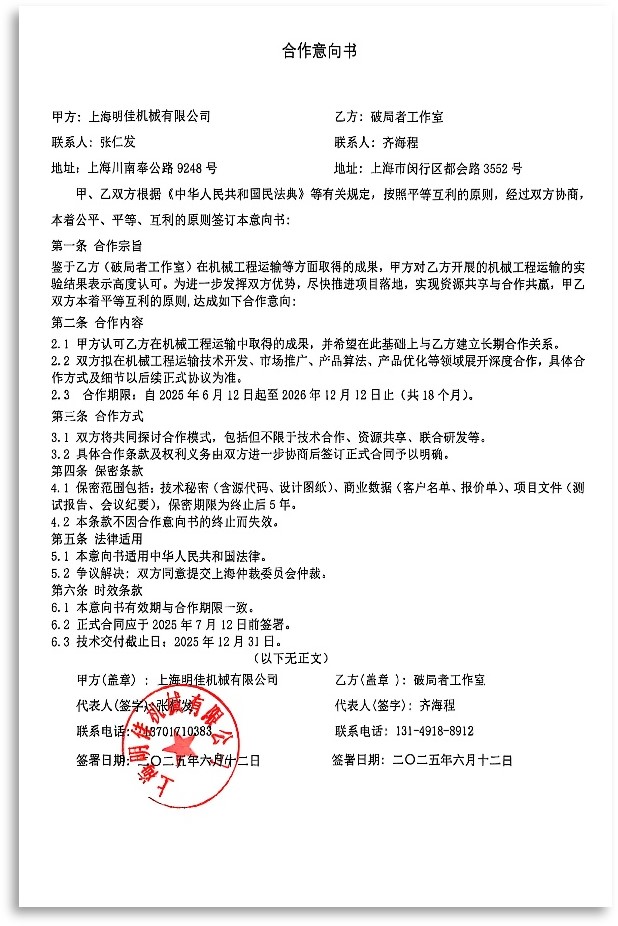 合作意向书
甲方：上海明佳机械有限公司 乙方：破局者工作室
联系人：张仁发 联系人：齐海程
地址：上海川南奉公路 9248 号 地址：上海市闵行区都会路 3552 号
甲、乙双方根据《中华人民共和国民法典》等有关规定，按照平等互利的原则，经过双方协商，
本着公平、平等、互利的原则签订本意向书：
第一条 合作宗旨
鉴于乙方（破局者工作室）在机械工程运输等方面取得的成果，甲方对乙方开展的机械工程运输的实
验结果表示高度认可。为进一步发挥双方优势，尽快推进项目落地，实现资源共享与合作共赢，甲乙
双方本着平等互利的原则,达成如下合作意向:
第二条 合作内容
2.1 甲方认可乙方在机械工程运输中取得的成果，并希望在此基础上与乙方建立长期合作关系。
2.2 双方拟在机械工程运输技术开发、市场推广、产品算法、产品优化等领域展开深度合作，具体合
作方式及细节以后续正式协议为准。
2.3 合作期限：自 2025 年 6 月 12 日起至 2026 年 12 月 12 日止（共 18 个月）。
第三条 合作方式
3.1 双方将共同探讨合作模式，包括但不限于技术合作、资源共享、联合研发等。
3.2 具体合作条款及权利义务由双方进一步协商后签订正式合同予以明确。
第四条 保密条款
4.1 保密范围包括：技术秘密（含源代码、设计图纸）、商业数据（客户名单、报价单）、项目文件（测
试报告、会议纪要），保密期限为终止后 5 年。
4.2 本条款不因合作意向书的终止而失效。
第五条 法律适用
5.1 本意向书适用中华人民共和国法律。
5.2 争议解决：双方同意提交上海仲裁委员会仲裁。
第六条 时效条款
6.1 本意向书有效期与合作期限一致。
6.2 正式合同应于 2025 年 7 月 12 日前签署。
6.3 技术交付截止日：2025 年 12 月 31 日。
（以下无正文）
甲方(盖章) ：上海明佳机械有限公司 乙方(盖章 )：破局者工作室
代表人(签字)：张仁发 代表人(签字)：齐海程
联系电话：13701710383 联系电话：131-4918-8912
签署日期：二〇二五年六月十二日 签署日期：二〇二五年六月十二日
上海明佳机械有限公司